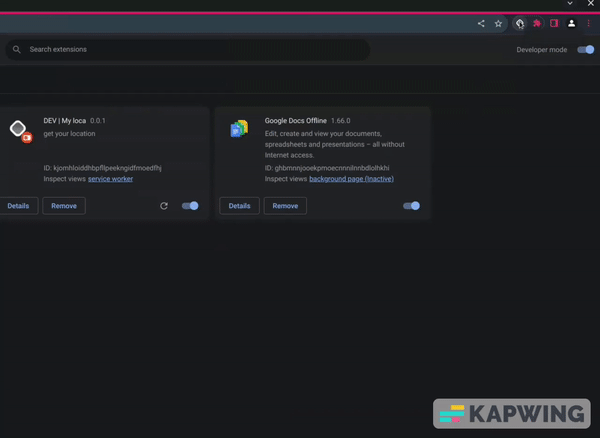 Search extensions
Developer mode
DEV | My loca 0.0.1
get your location
ID: kjomhloiddhbpfllpeekngidfmoedfhj
Inspect views service worker
Details
Remove
Google Docs Offline 1.66.0
Edit, create and view your documents,
spreadsheets and presentations – all without
Internet access.
ID: ghbmnnjooekpmoecnnnilnnbdlolhkhi
Inspect views background page (Inactive)
Details
Remove
KAPWING